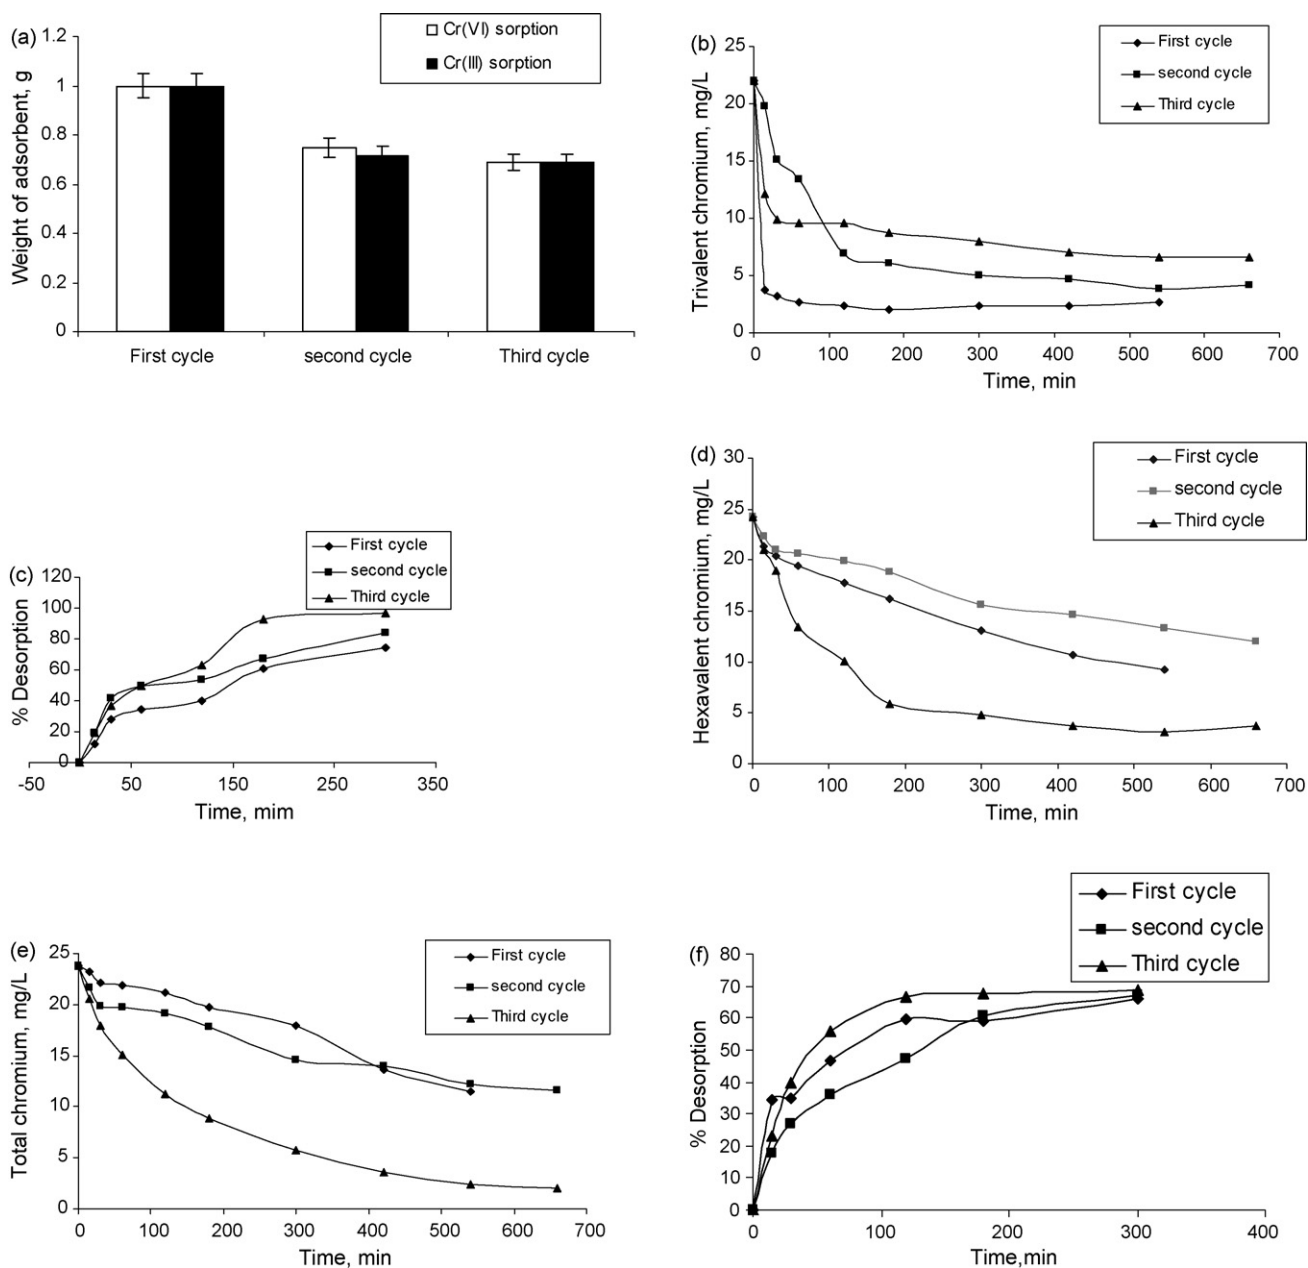 (a)
Weight of adsorbent, g
1.2
1
0.8
0.6
0.4
0.2
0
Cr(VI) sorption
Cr(III) sorption
First cycle second cycle Third cycle
(b)
Trivalent chromium, mg/L
25
20
15
10
5
0
First cycle
second cycle
Third cycle
0 100 200 300 400 500 600 700
Time, min
(c)
% Desorption
120
100
80
60
40
20
0
First cycle
second cycle
Third cycle
-50 50 150 250 350
Time, mim
(d)
Hexavalent chromium, mg/L
30
25
20
15
10
5
0
First cycle
second cycle
Third cycle
0 100 200 300 400 500 600 700
Time, min
(e)
Total chromium, mg/L
25
20
15
10
5
0
First cycle
second cycle
Third cycle
0 100 200 300 400 500 600 700
Time, min
(f)
% Desorption
80
70
60
50
40
30
20
10
0
First cycle
second cycle
Third cycle
0 100 200 300 400
Time,min